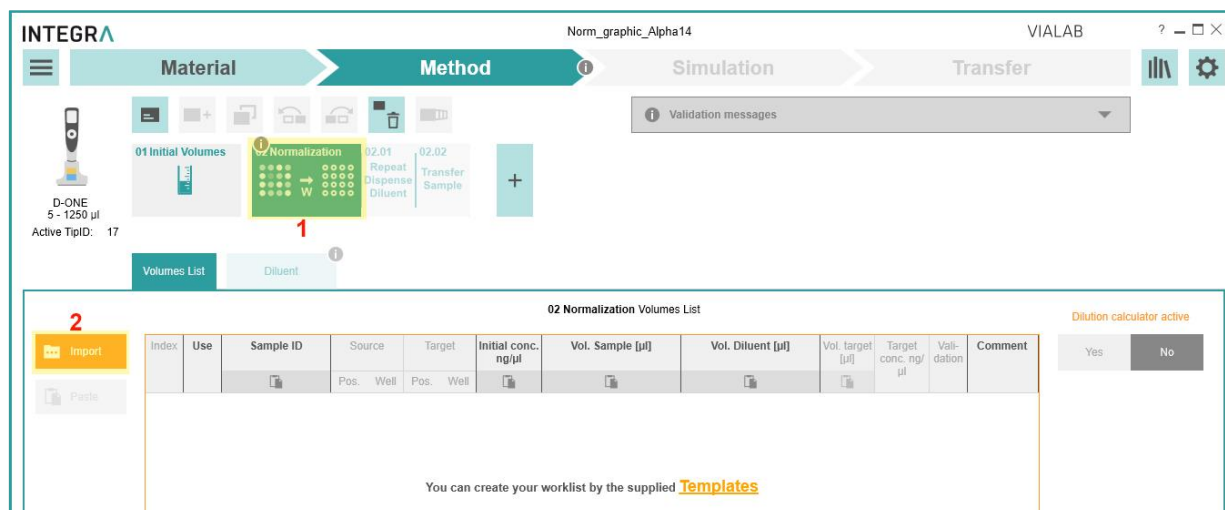 INTEGRA
Norm_graphic_Alpha14
VIALAB
?
Material
Method
Simulation
Transfer
Validation messages
D-ONE
5 - 1250 µl
Active TipID: 17
01 Initial Volumes
02 Normalization
W
02.01
Repeat
Dispense
Diluent
02.02
Transfer
Sample
+
1
Volumes List
Diluent
02 Normalization Volumes List
2
Import
Paste
Index
Use
Sample ID
Source
Pos. Well
Target
Pos. Well
Initial conc.
ng/µl
Vol. Sample [µl]
Vol. Diluent [µl]
Vol. target
[µl]
Target
conc. ng/
µl
Vali-
dation
Comment
Dilution calculator active
Yes
No
You can create your worklist by the supplied Templates